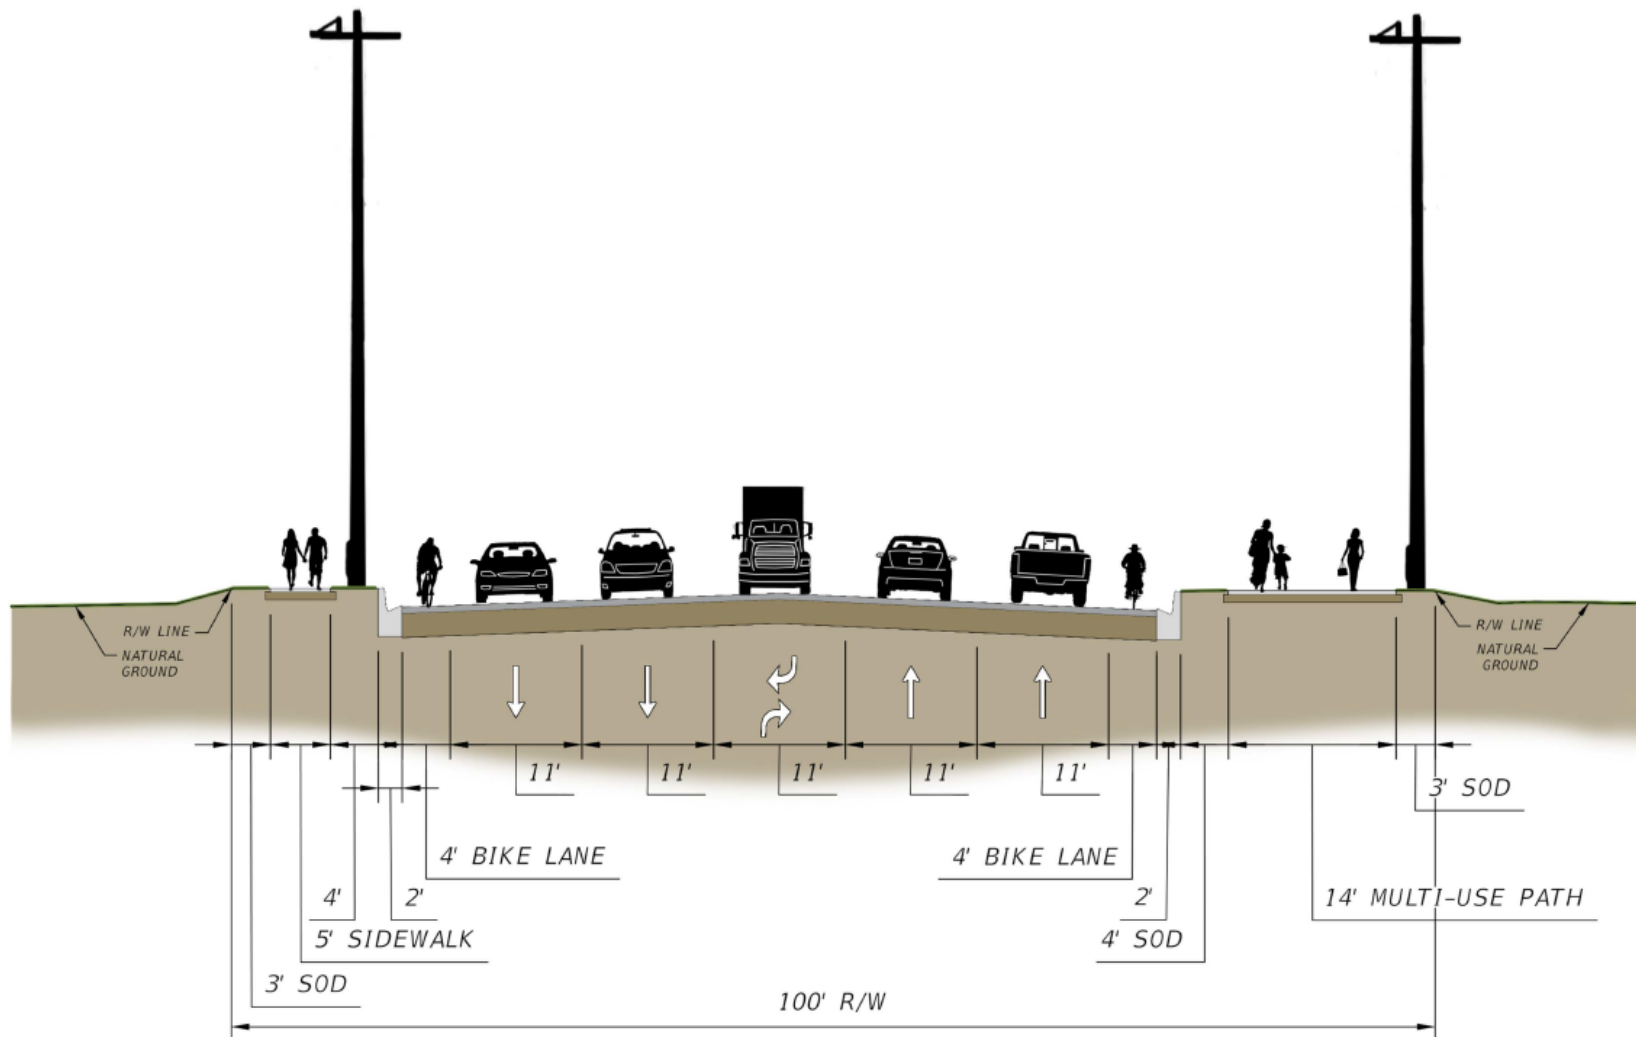 R/W LINE
NATURAL
GROUND
R/W LINE
NATURAL
GROUND
11'
11'
11'
11'
11'
3' SOD
4' BIKE LANE
4' BIKE LANE
4'
2'
2'
14' MULTI-USE PATH
5' SIDEWALK
4' SOD
3' SOD
100' R/W